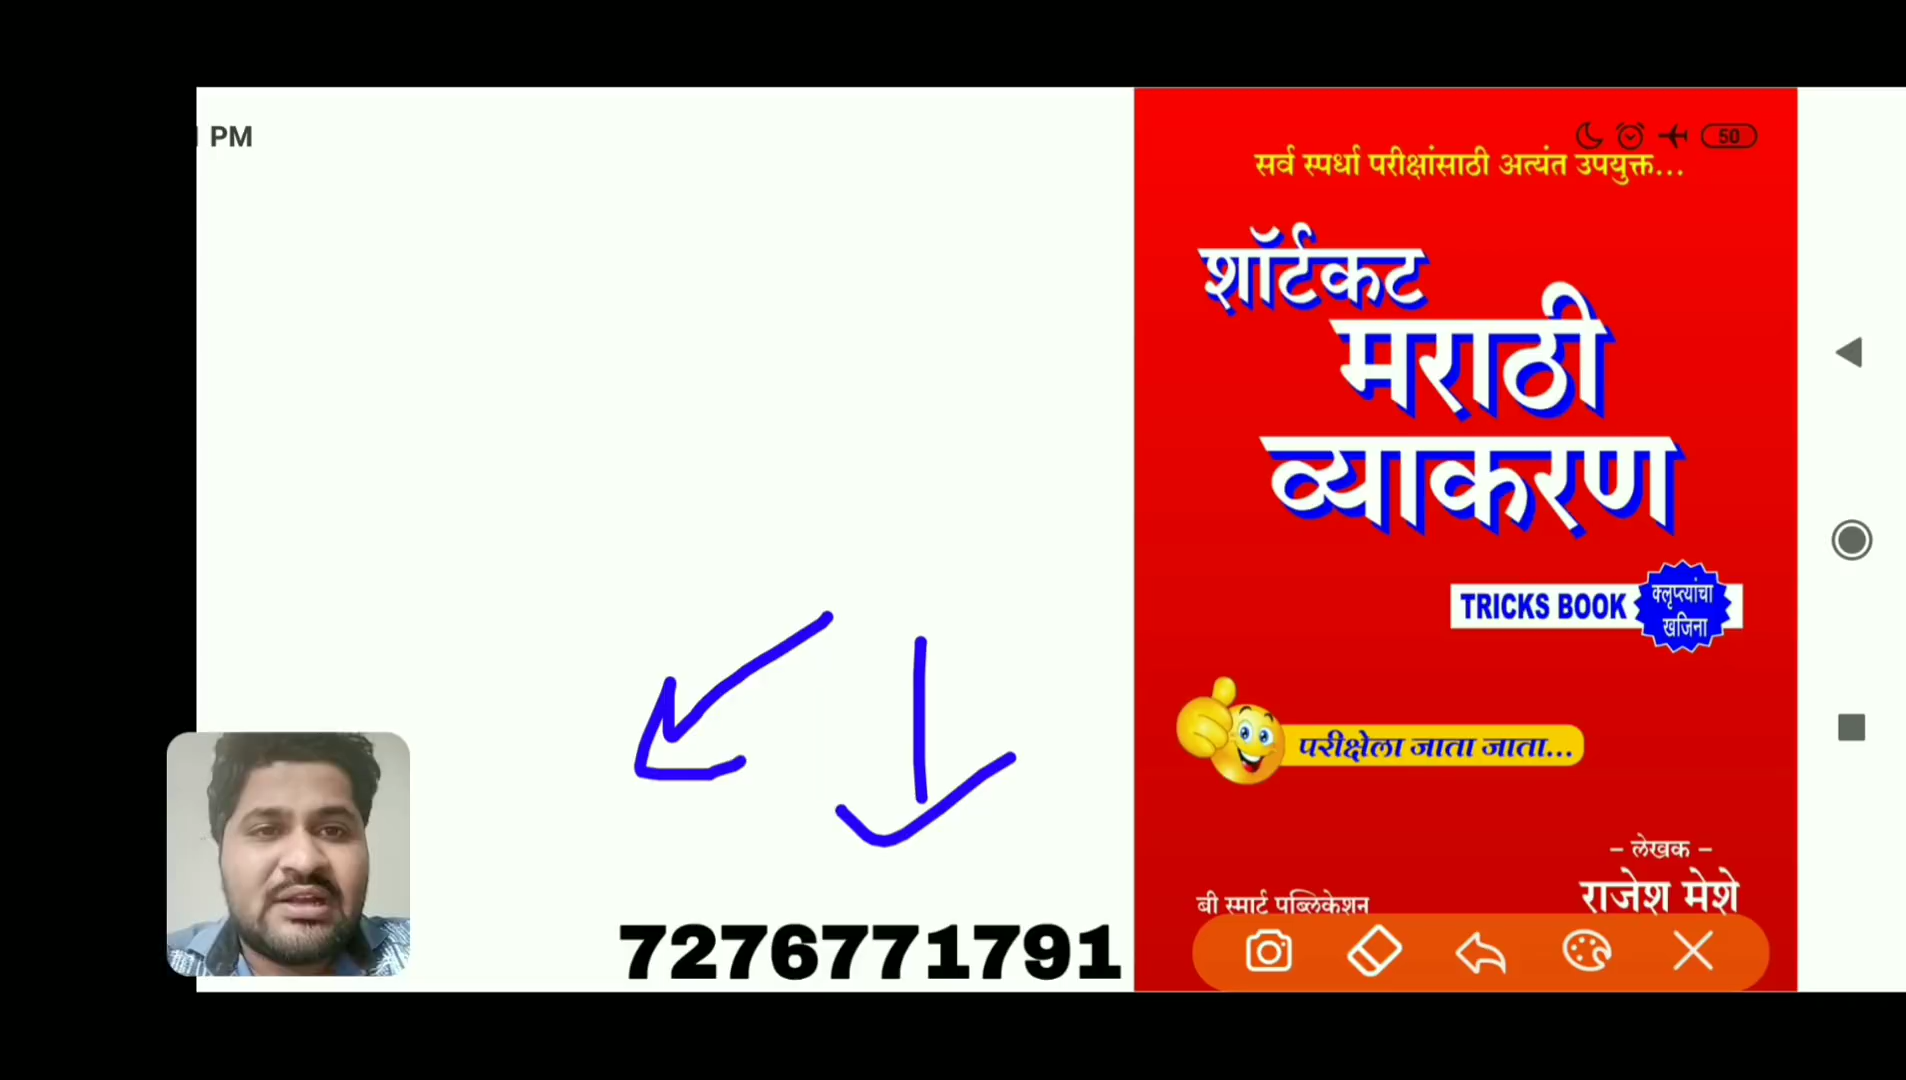 PM
50
सर्व स्पर्धा परीक्षांसाठी अत्यंत उपयुक्त...
शॉर्टकट
मराठी
व्याकरण
TRICKS BOOK
क्लृप्त्यांचा
खजिना
परीक्षेला जाता जाता...
– लेखक –
राजेश मेशे
बी स्मार्ट पब्लिकेशन
7276771791